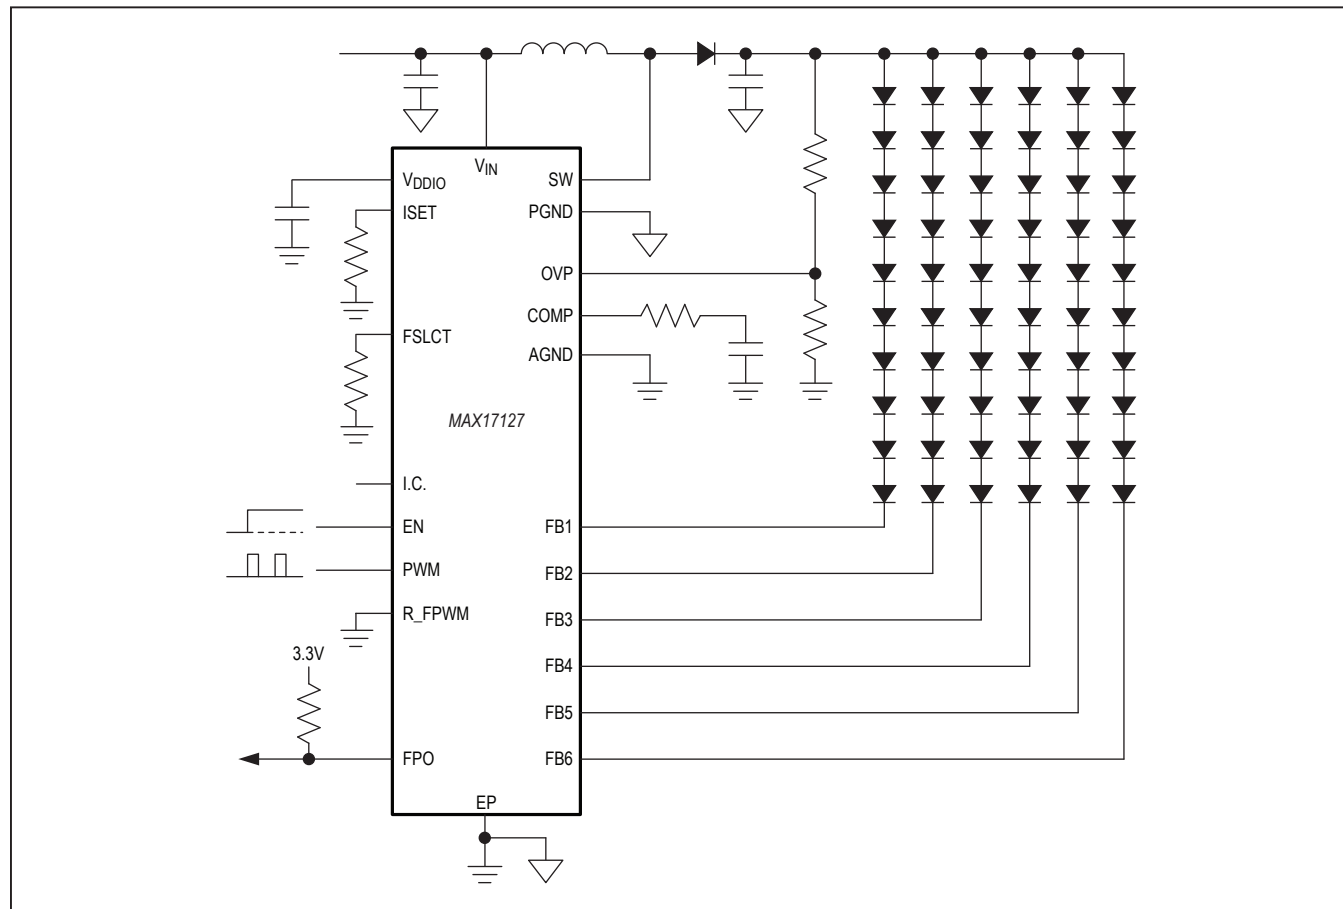 VIN
VDDIO
SW
ISET
PGND
OVP
COMP
FSLCT
AGND
MAX17127
I.C.
EN
FB1
PWM
FB2
R_FPWM
FB3
3.3V
FB4
FB5
FPO
FB6
EP